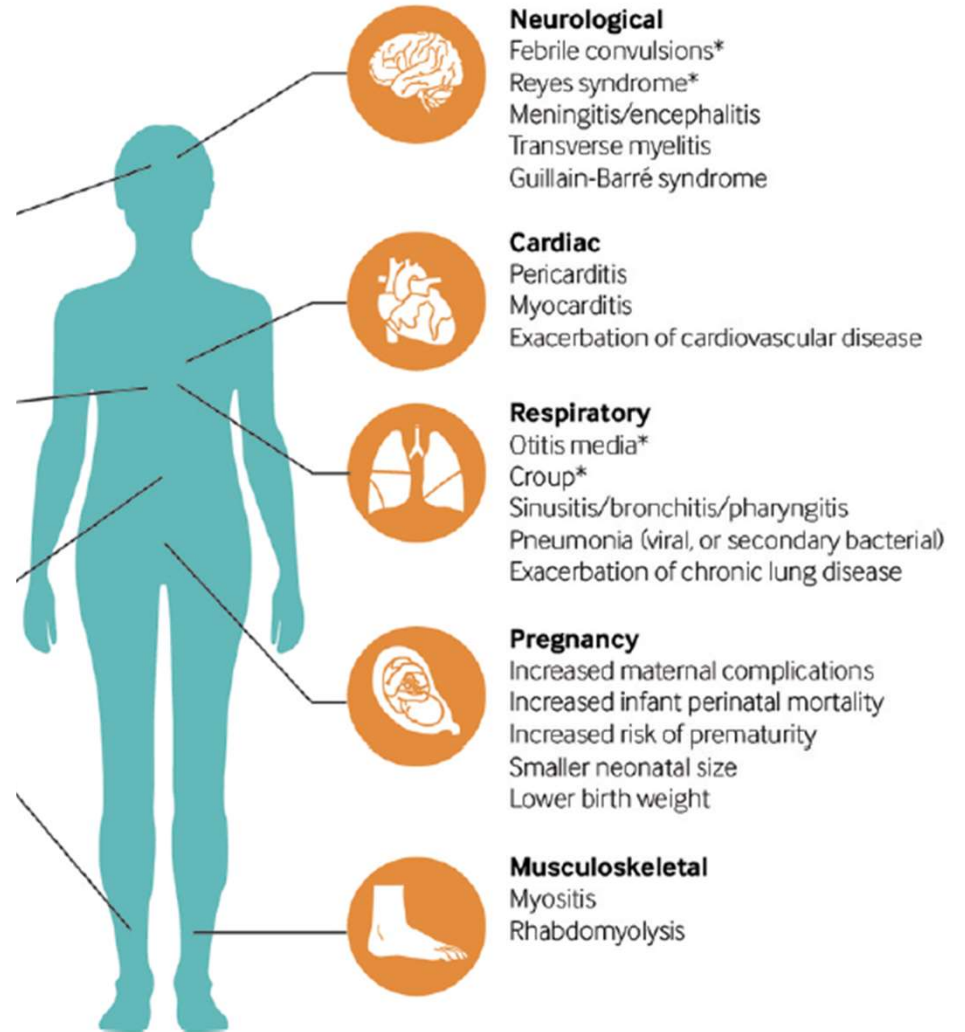 Neurological
Febrile convulsions*
Reyes syndrome*
Meningitis/encephalitis
Transverse myelitis
Guillain-Barré syndrome
Cardiac
Pericarditis
Myocarditis
Exacerbation of cardiovascular disease
Respiratory
Otitis media*
Croup*
Sinusitis/bronchitis/pharyngitis
Pneumonia (viral, or secondary bacterial)
Exacerbation of chronic lung disease
Pregnancy
Increased maternal complications
Increased infant perinatal mortality
Increased risk of prematurity
Smaller neonatal size
Lower birth weight
Musculoskeletal
Myositis
Rhabdomyolysis